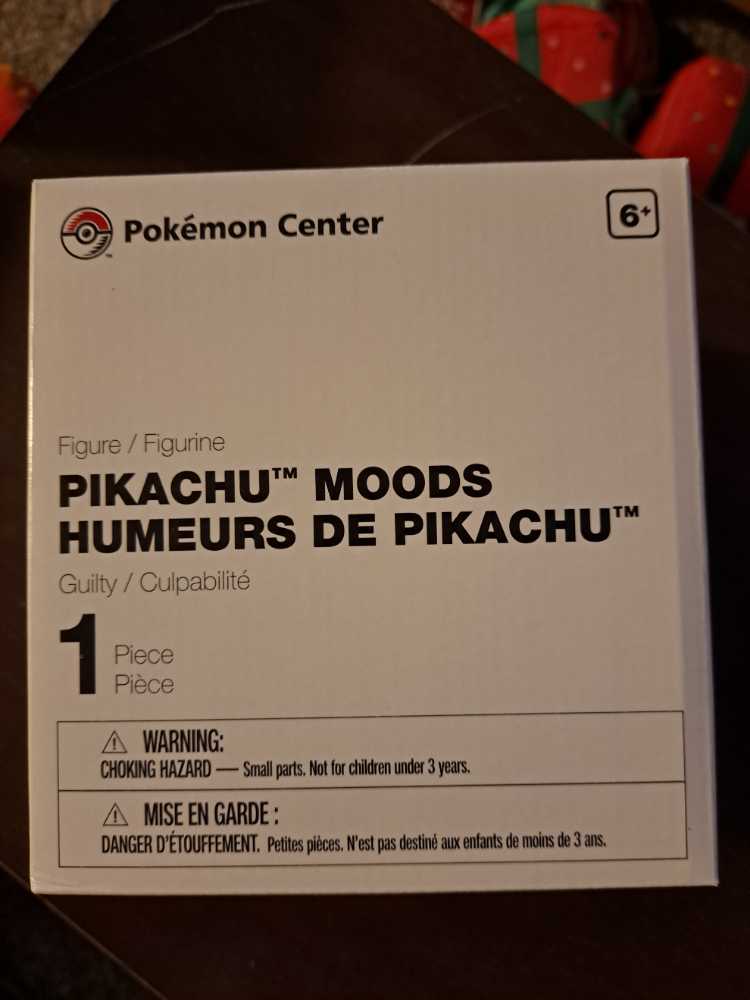 Pokémon Center
6+
Figure / Figurine
PIKACHU™ MOODS
HUMEURS DE PIKACHU™
Guilty / Culpabilité
1 Piece
Pièce
⚠ WARNING:
CHOKING HAZARD — Small parts. Not for children under 3 years.
⚠ MISE EN GARDE :
DANGER D'ÉTOUFFEMENT. Petites pièces. N'est pas destiné aux enfants de moins de 3 ans.